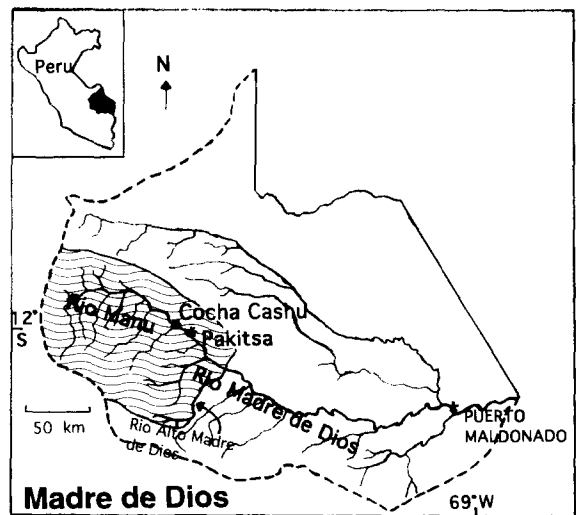 Peru
N
Cocha Cashu
Rio Manu
Pakitsa
12°
S
Rio Madre de Dios
50 km
Rio Alto Madre
de Dios
PUERTO
MALDONADO
Madre de Dios
69°W